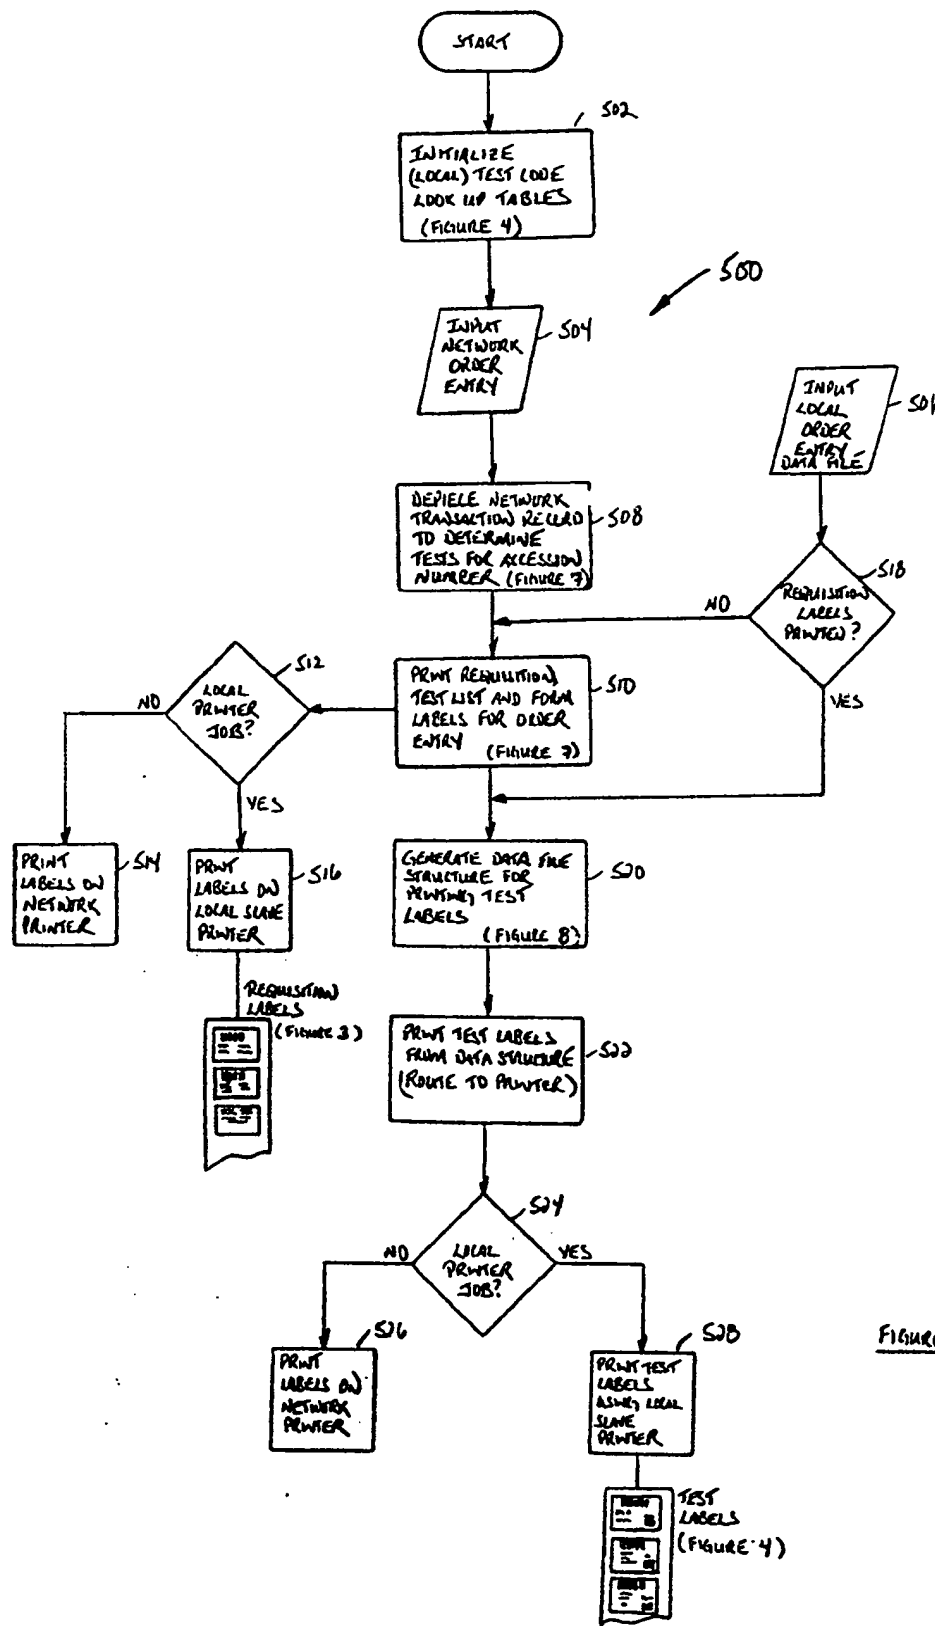 START
502
INITIALIZE
(LOCAL) TEST CODE
LOOK UP TABLES
(FIGURE 4)
500
INPUT
NETWORK
ORDER
ENTRY
504
INPUT
LOCAL
ORDER
ENTRY
DATA FILE
DEPIECE NETWORK
TRANSACTION RECORD
TO DETERMINE
TESTS FOR ACCESSION
NUMBER (FIGURE 7)
508
518
REQUISITION
LABELS
PRINTED?
NO
YES
512
LOCAL
PRINTER
JOB?
NO
YES
PRINT REQUISITION,
TEST LIST AND FORM
LABELS FOR ORDER
ENTRY
(FIGURE 7)
510
PRINT
LABELS ON
NETWORK
PRINTER
514
PRINT
LABELS ON
LOCAL SLAVE
PRINTER
516
GENERATE DATA FILE
STRUCTURE FOR
PRINTING TEST
LABELS
(FIGURE 8)
520
REQUISITION
LABELS
(FIGURE 3)
PRINT TEST LABELS
FROM DATA STRUCTURE
(ROUTE TO PRINTER)
522
524
NO
LOCAL
PRINTER
JOB?
YES
526
PRINT
LABELS ON
NETWORK
PRINTER
528
PRINT TEST
LABELS
USING LOCAL
SLAVE
PRINTER
FIGURE
TEST
LABELS
(FIGURE 4)